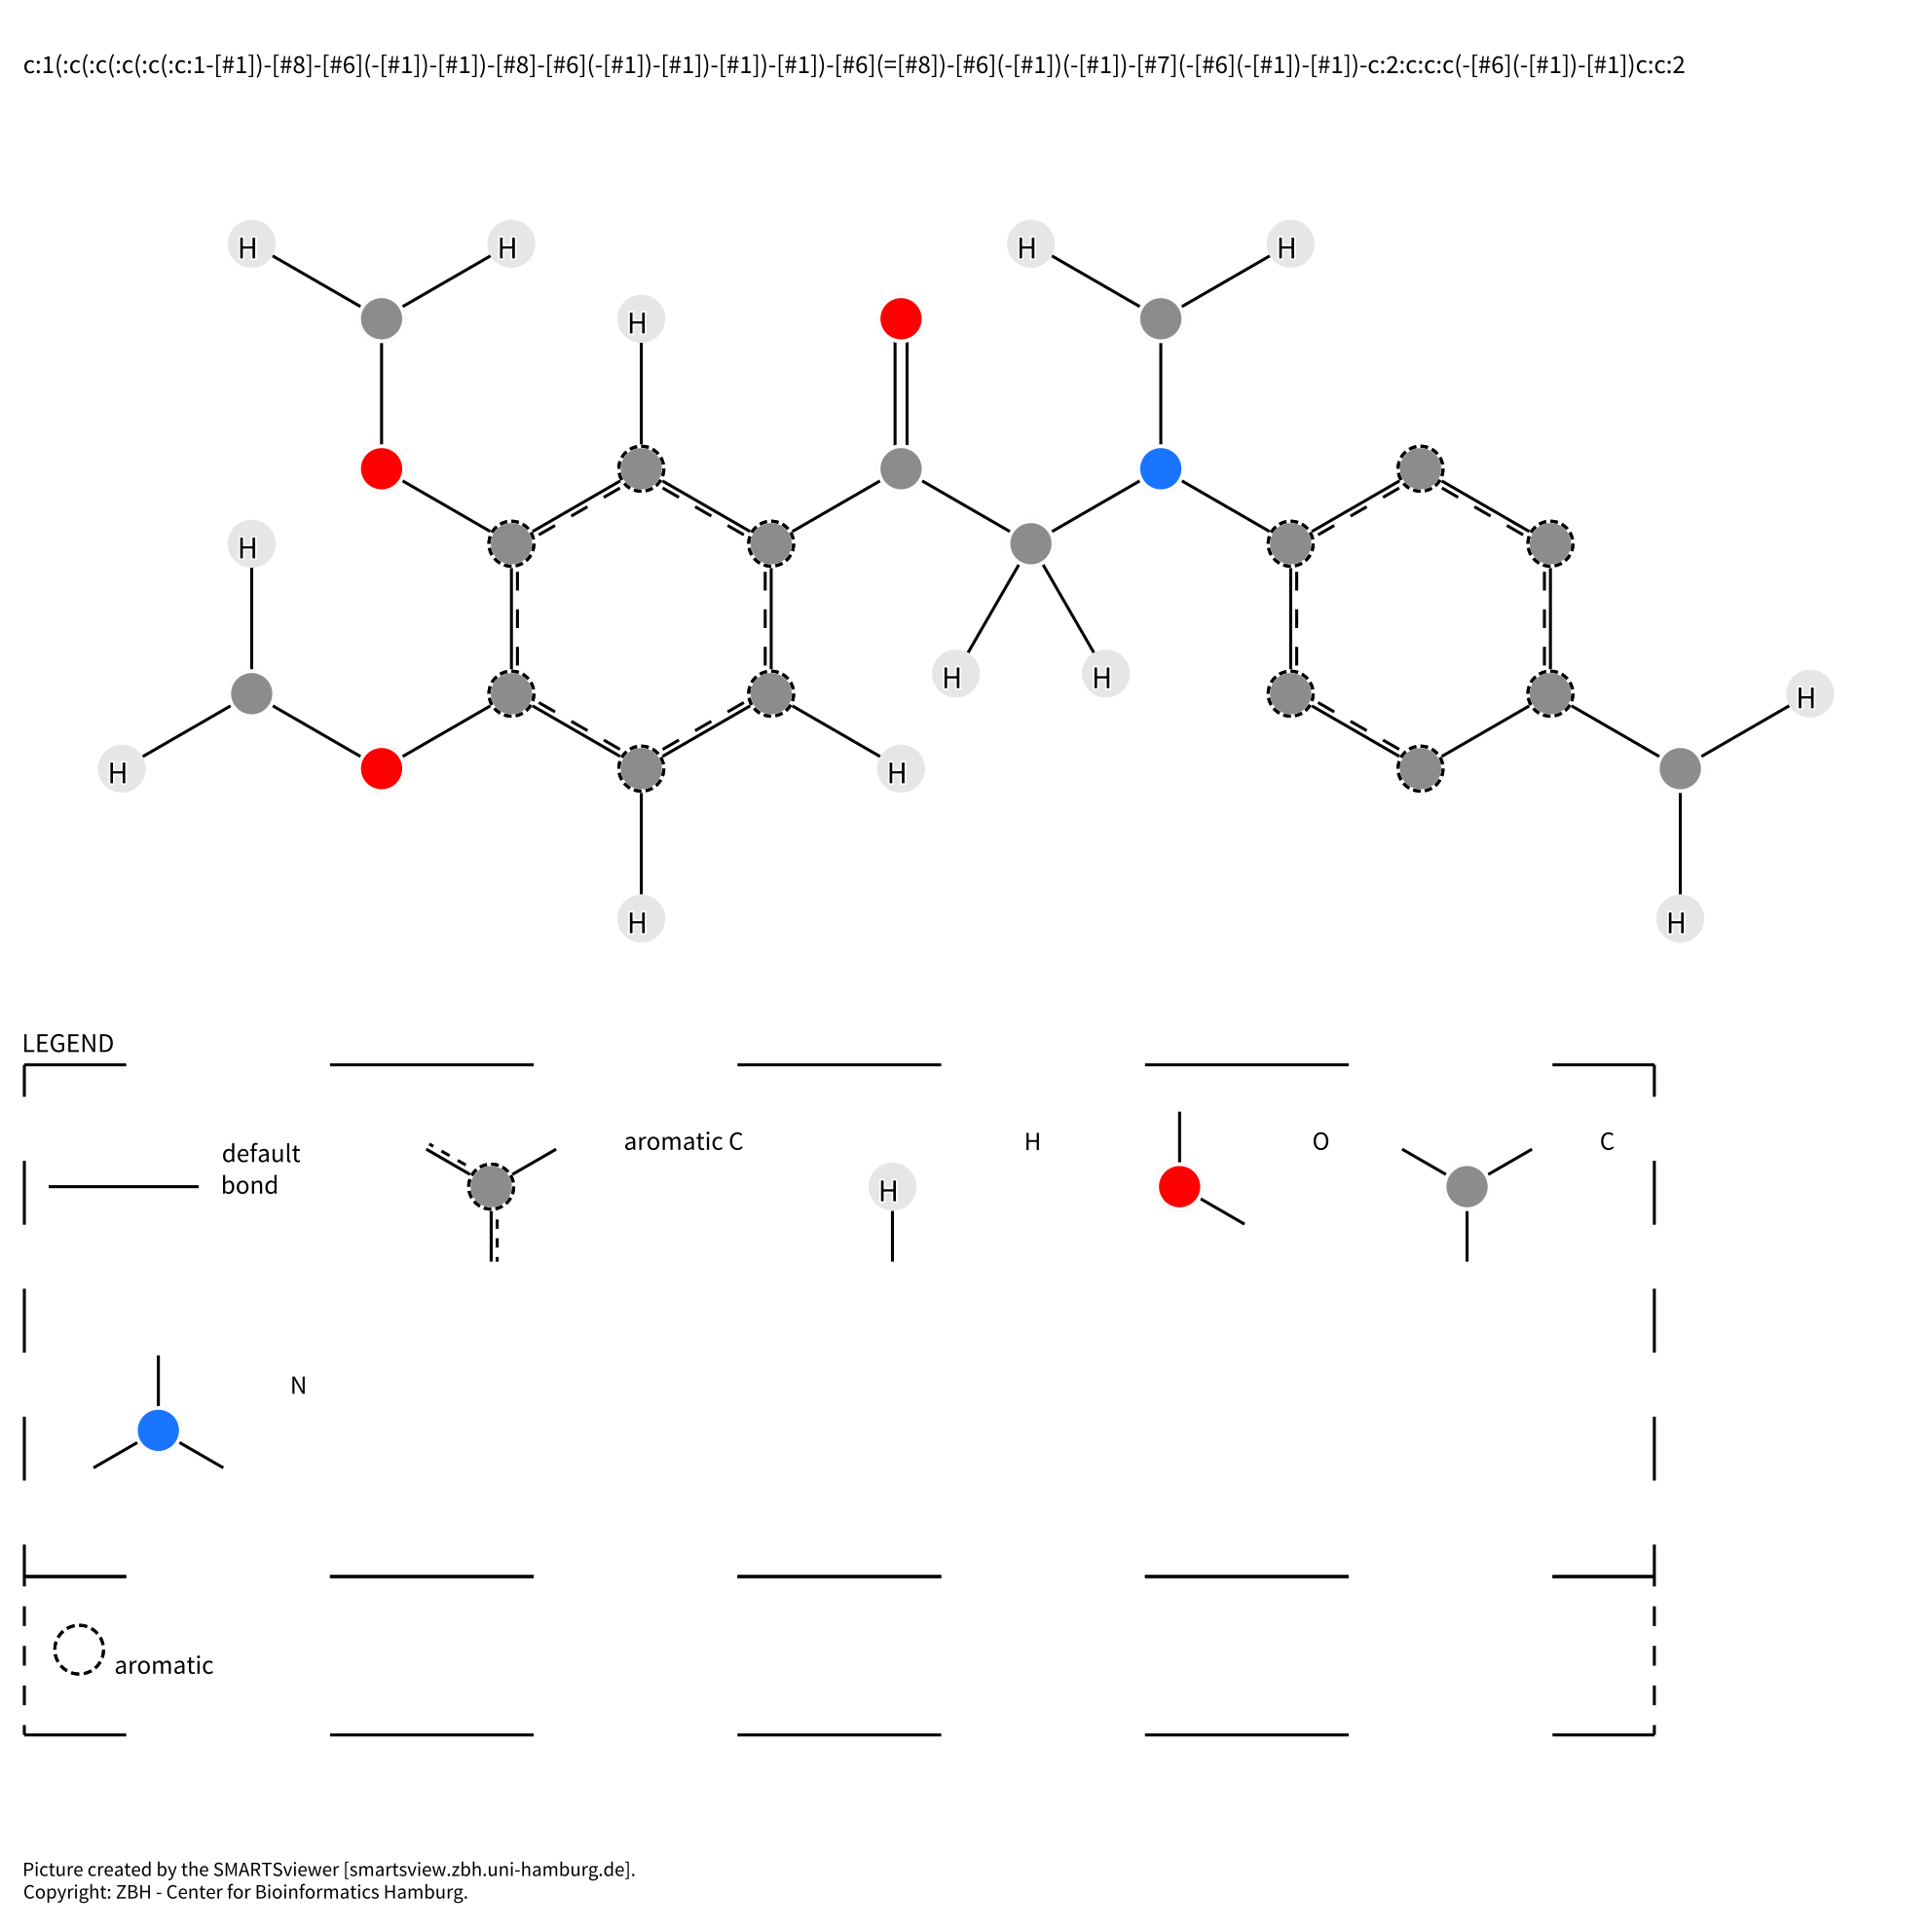 c:1(:c(:c(:c(:c(:c:1-[#1])-[#8]-[#6](-[#1])-[#1])-[#8]-[#6](-[#1])-[#1])-[#1])-[#1])-[#6](=[#8])-[#6](-[#1])(-[#1])-[#7](-[#6](-[#1])-[#1])-c:2:c:c:c(-[#6](-[#1])-[#1])c:c:2
H H H H
H
H
H H H
H H
H
H H
LEGEND
default
bond
aromatic C
H
H
O
C
N
aromatic
Picture created by the SMARTSviewer [smartsview.zbh.uni-hamburg.de].
Copyright: ZBH - Center for Bioinformatics Hamburg.